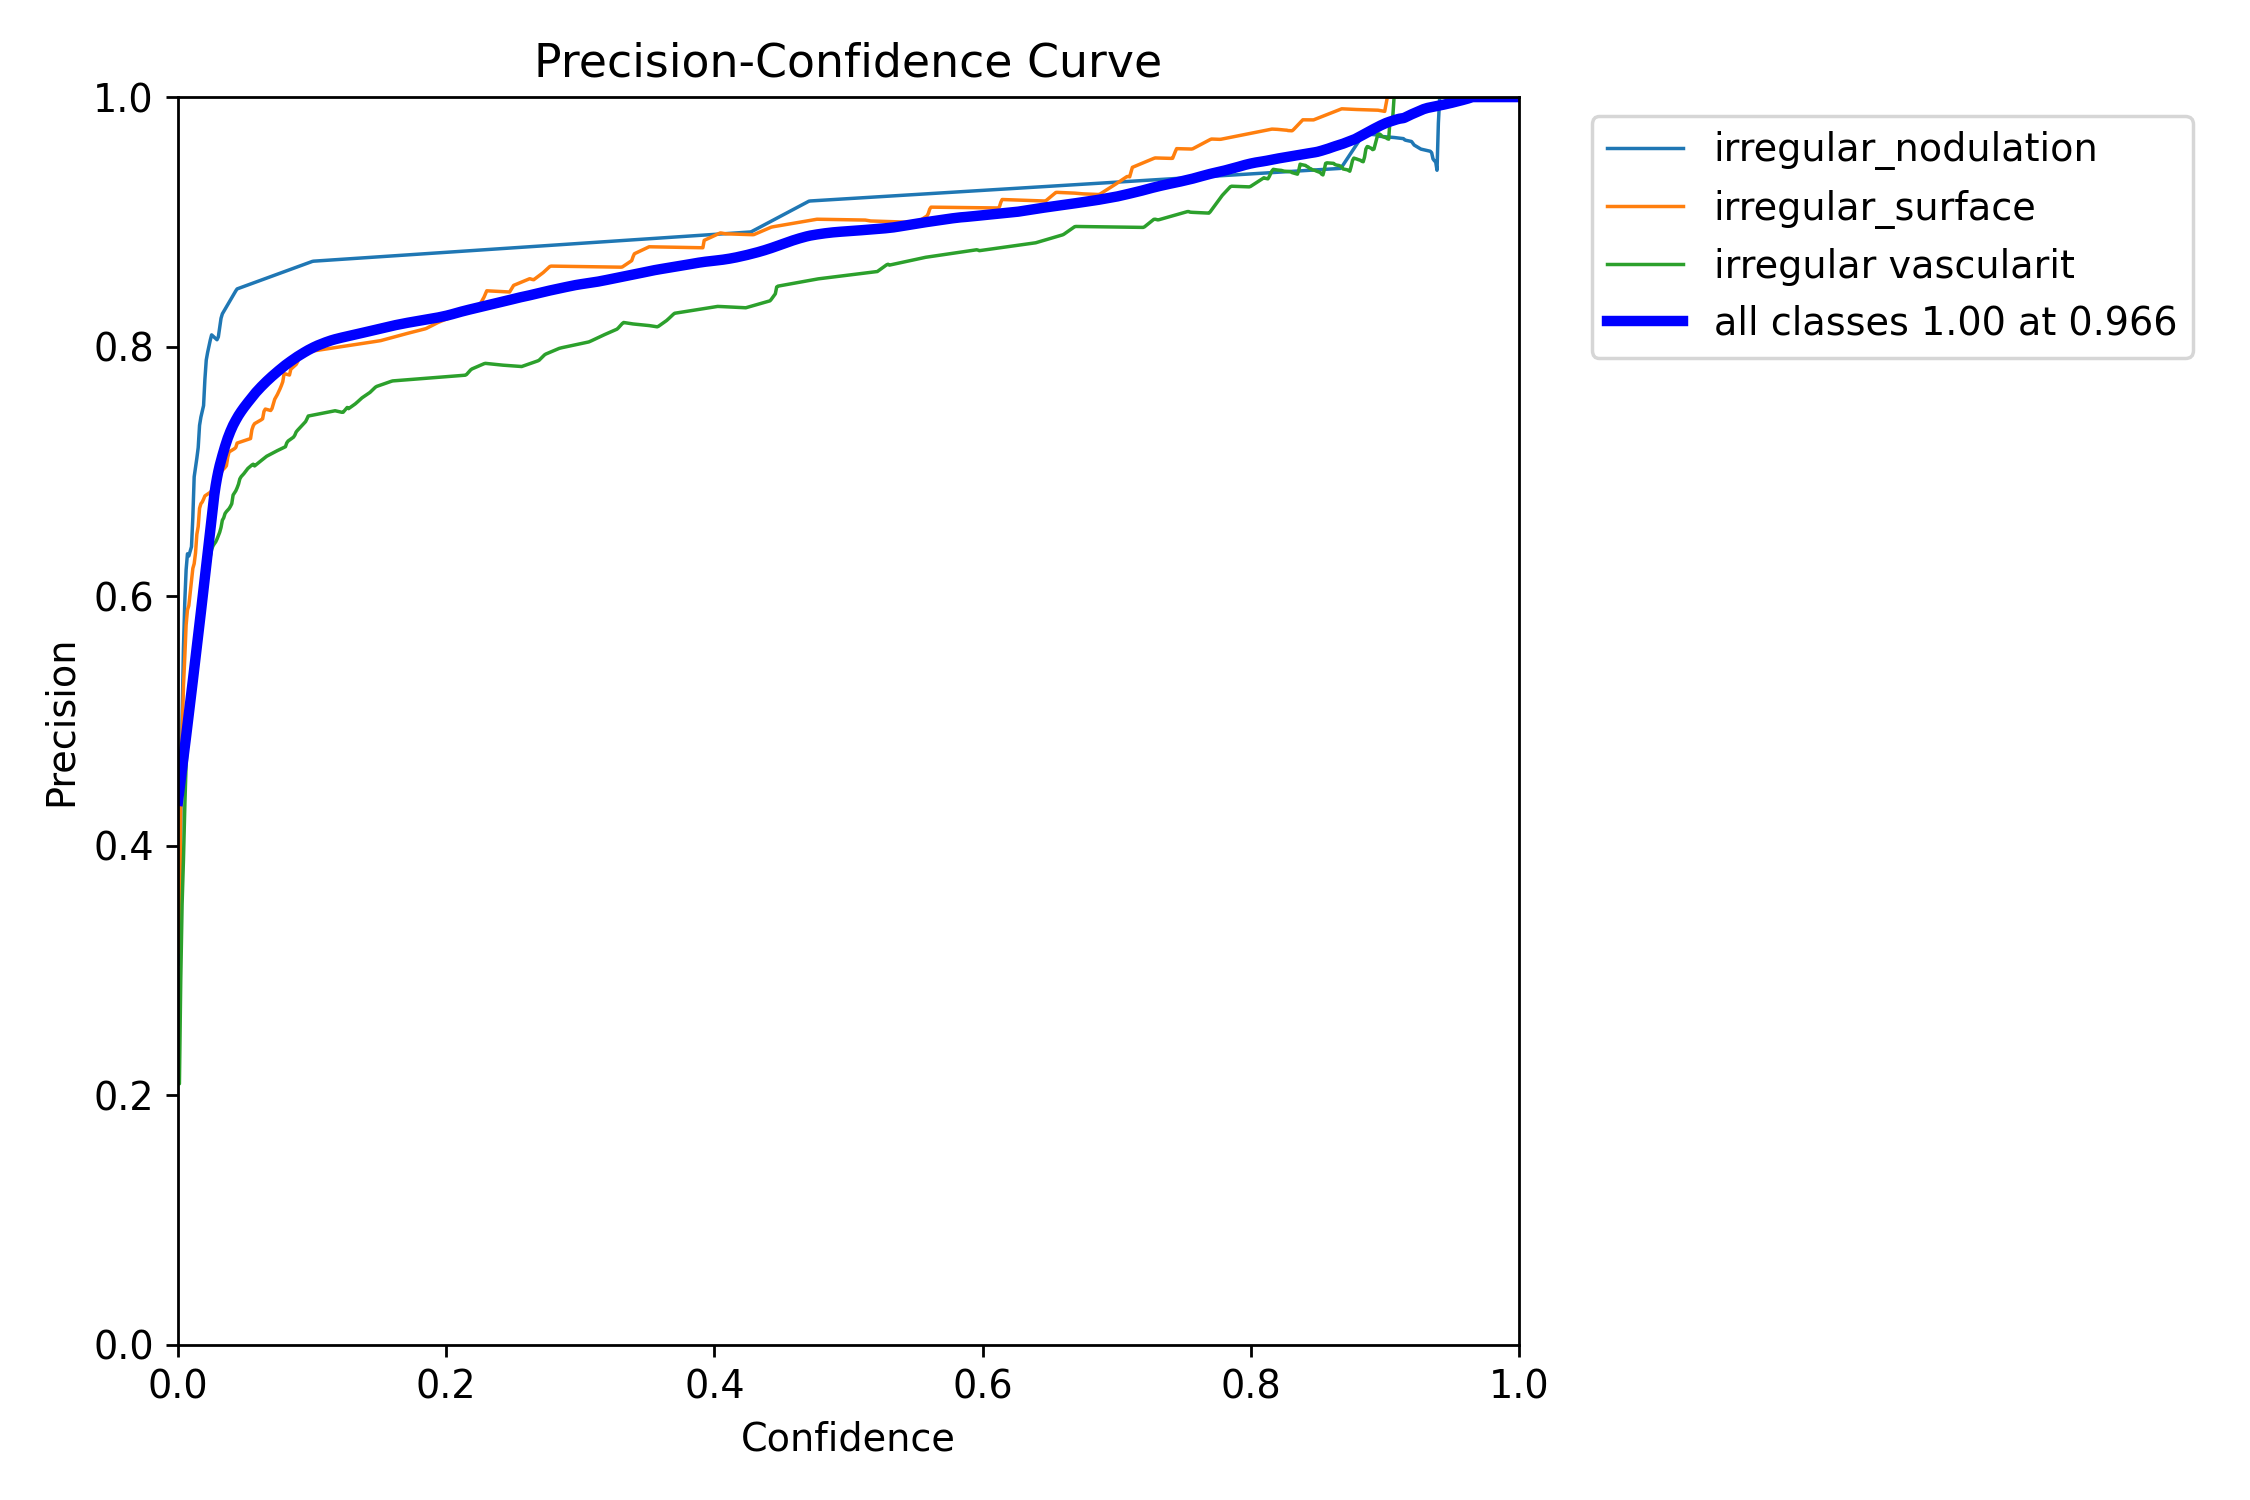 Precision-Confidence Curve
1.0
0.8
0.6
0.4
0.2
0.0
Precision
0.0 0.2 0.4 0.6 0.8 1.0
Confidence
irregular_nodulation
irregular_surface
irregular vascularit
all classes 1.00 at 0.966